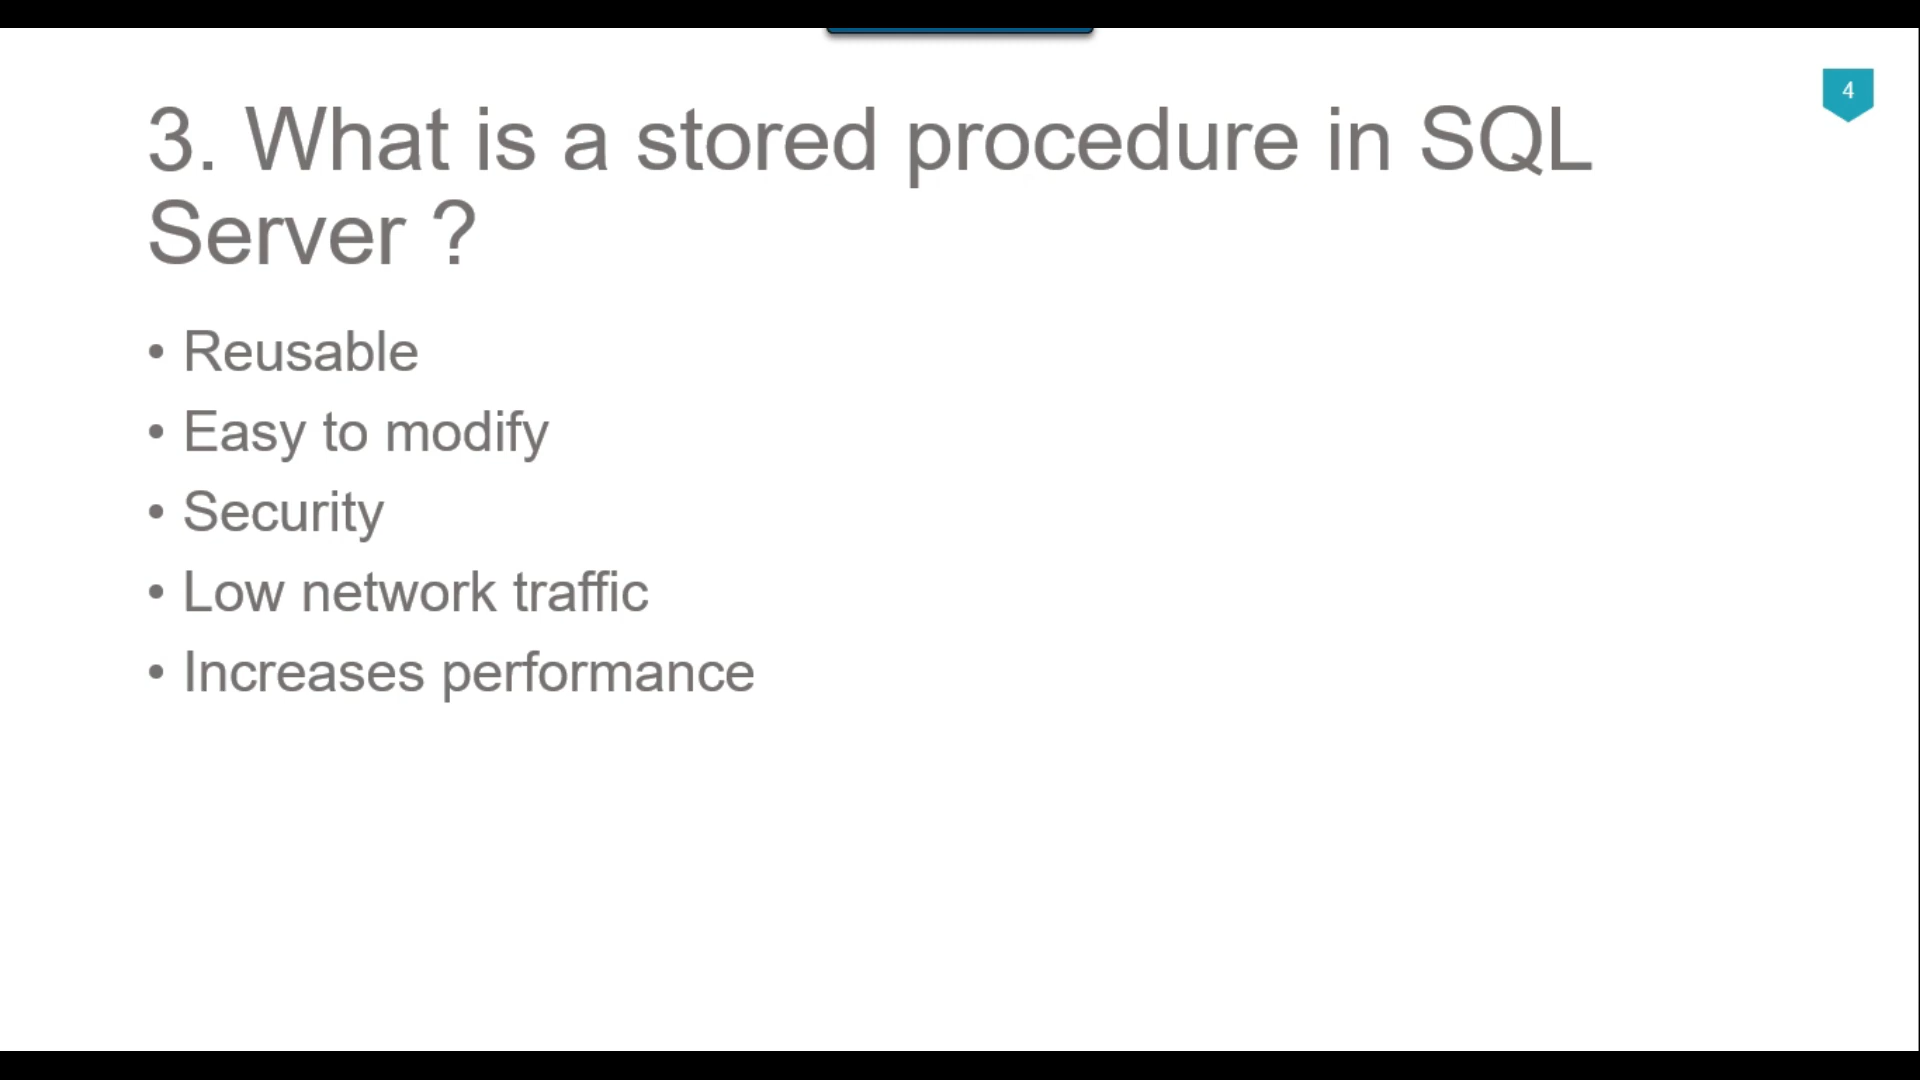 4
3. What is a stored procedure in SQL
Server ?
• Reusable
• Easy to modify
• Security
• Low network traffic
• Increases performance